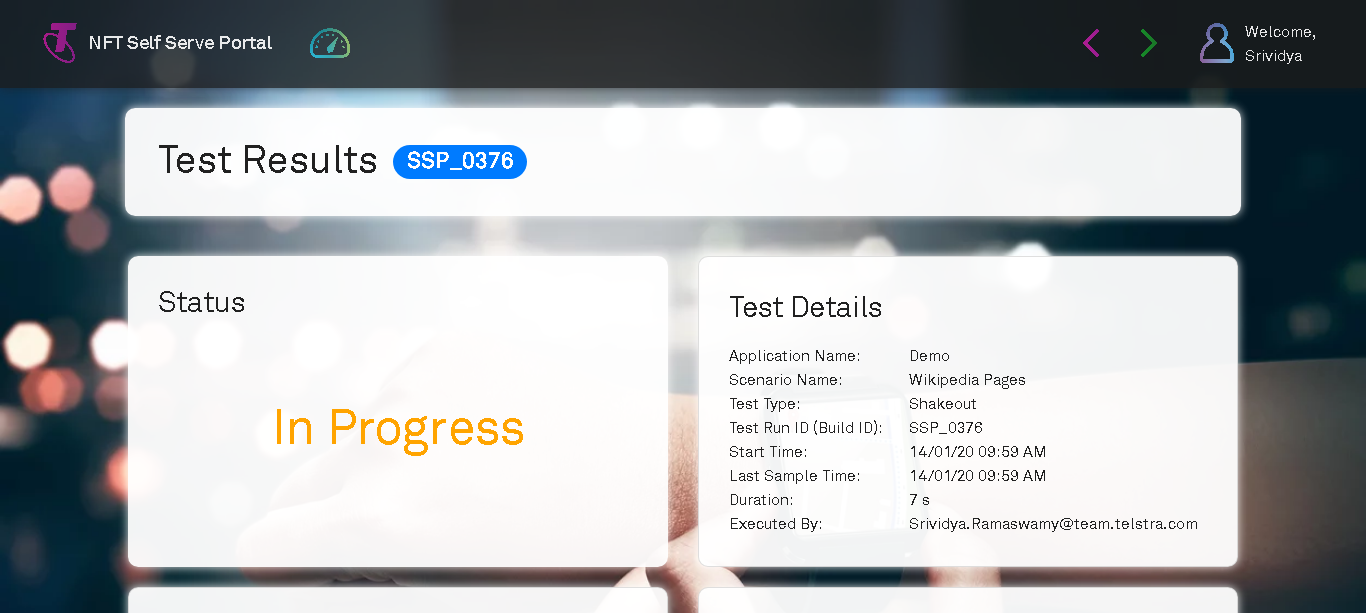 NFT Self Serve Portal
Welcome,
Srividya
Test Results SSP_0376
Status
In Progress
Test Details
Application Name: Demo
Scenario Name: Wikipedia Pages
Test Type: Shakeout
Test Run ID (Build ID): SSP_0376
Start Time: 14/01/20 09:59 AM
Last Sample Time: 14/01/20 09:59 AM
Duration: 7 s
Executed By: Srividya.Ramaswamy@team.telstra.com